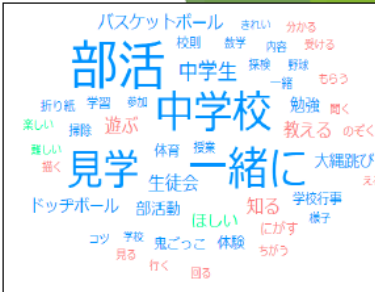 バスケットボール きれい 分かる
校則 数学 内容 受ける
部活 中学生 探検 野球
一緒 もらう
折り紙 学習 参加 中学校 勉強 聞く
楽しい 掃除 遊ぶ 教える のぞく
難しい 体育 授業
描く 見学 一緒に 大縄跳び
生徒会
ドッヂボール 部活動 知る 学校行事
ほしい 様子
コツ 学校 鬼ごっこ 体験 にがす
見る ちがう
行く 回る